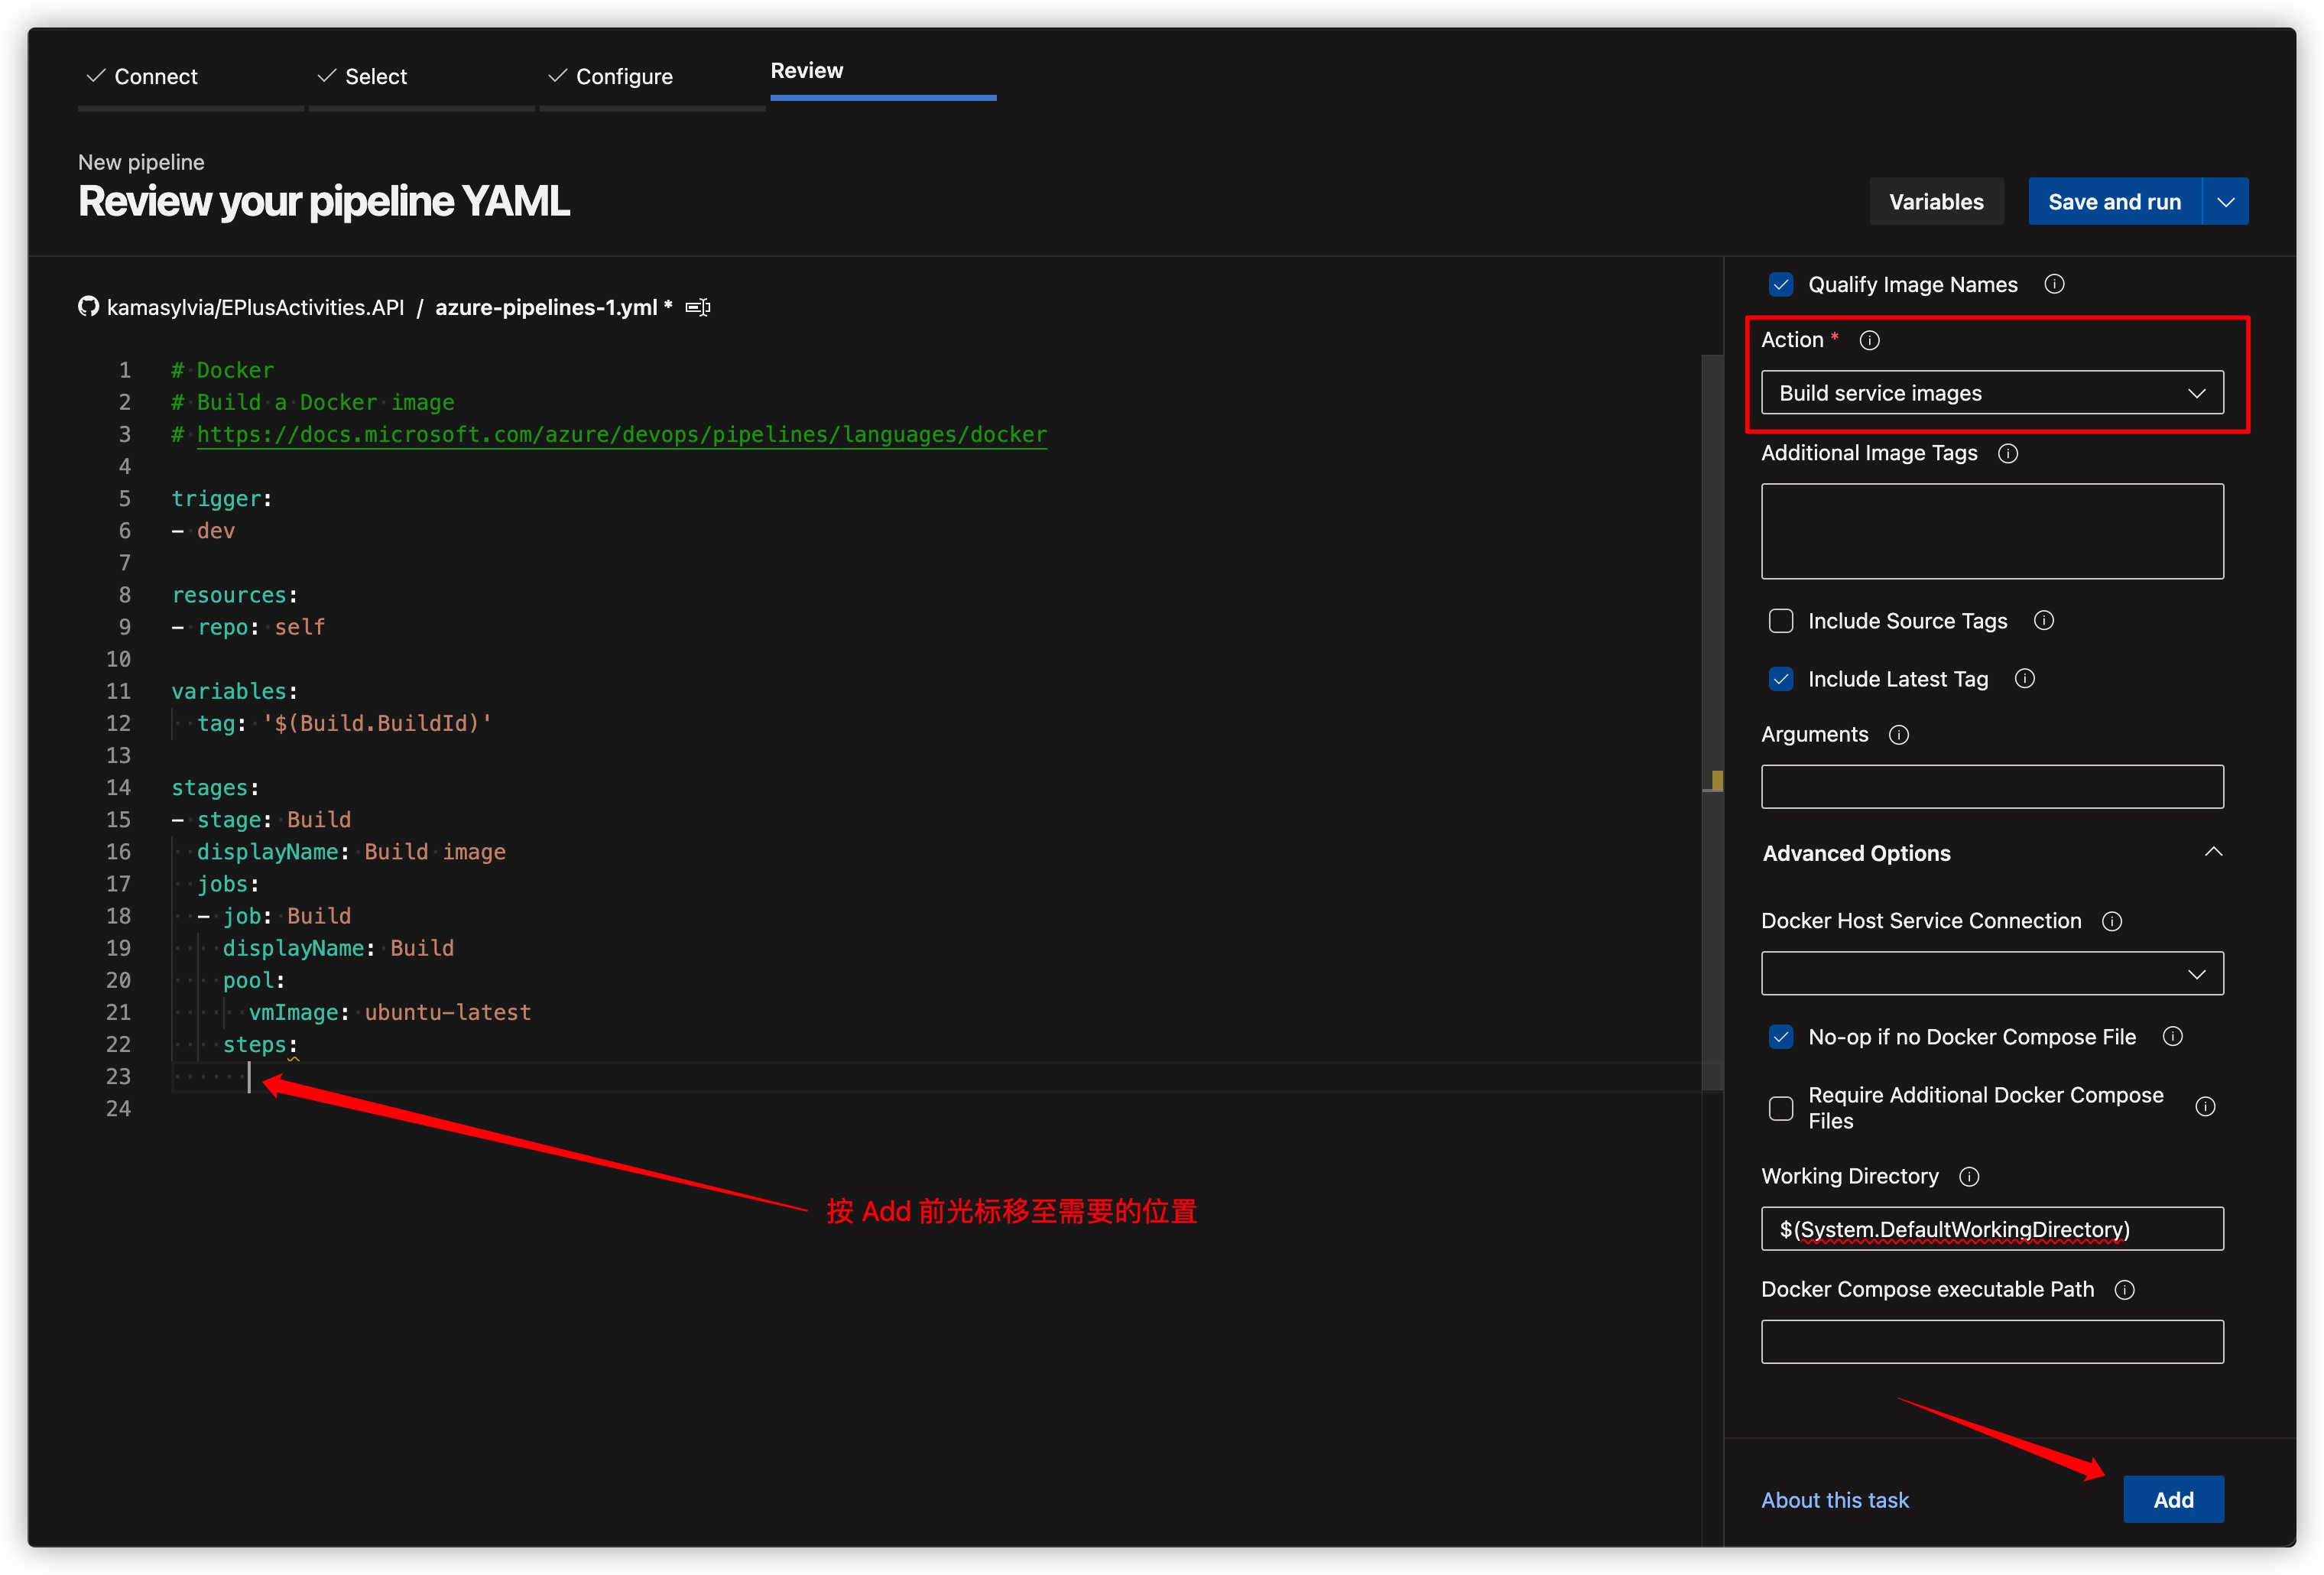 Connect
Select
Configure
Review
New pipeline
Review your pipeline YAML
Variables
Save and run
kamasylvia/EPlusActivities.API / azure-pipelines-1.yml *
1 # Docker
2 # Build a Docker image
3 # https://docs.microsoft.com/azure/devops/pipelines/languages/docker
4
5 trigger:
6 - dev
7
8 resources:
9 - repo: self
10
11 variables:
12 tag: '$(Build.BuildId)'
13
14 stages:
15 - stage: Build
16 displayName: Build image
17 jobs:
18 - job: Build
19 displayName: Build
20 pool:
21 vmImage: ubuntu-latest
22 steps:
23
24
按 Add 前光标移至需要的位置
Qualify Image Names
Action *
Build service images
Additional Image Tags
Include Source Tags
Include Latest Tag
Arguments
Advanced Options
Docker Host Service Connection
No-op if no Docker Compose File
Require Additional Docker Compose
Files
Working Directory
$(System.DefaultWorkingDirectory)
Docker Compose executable Path
About this task
Add